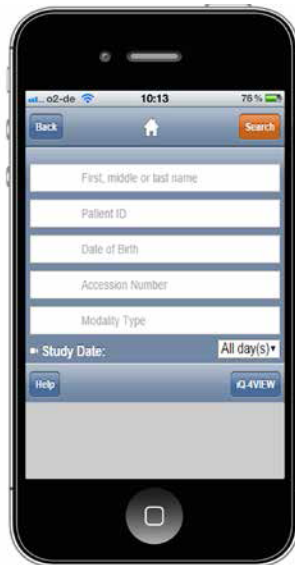 o2-de 10:13 76 %
Back Search
First, middle or last name
Patient ID
Date of Birth
Accession Number
Modality Type
Study Date: All day(s)
Help iQ-4VIEW